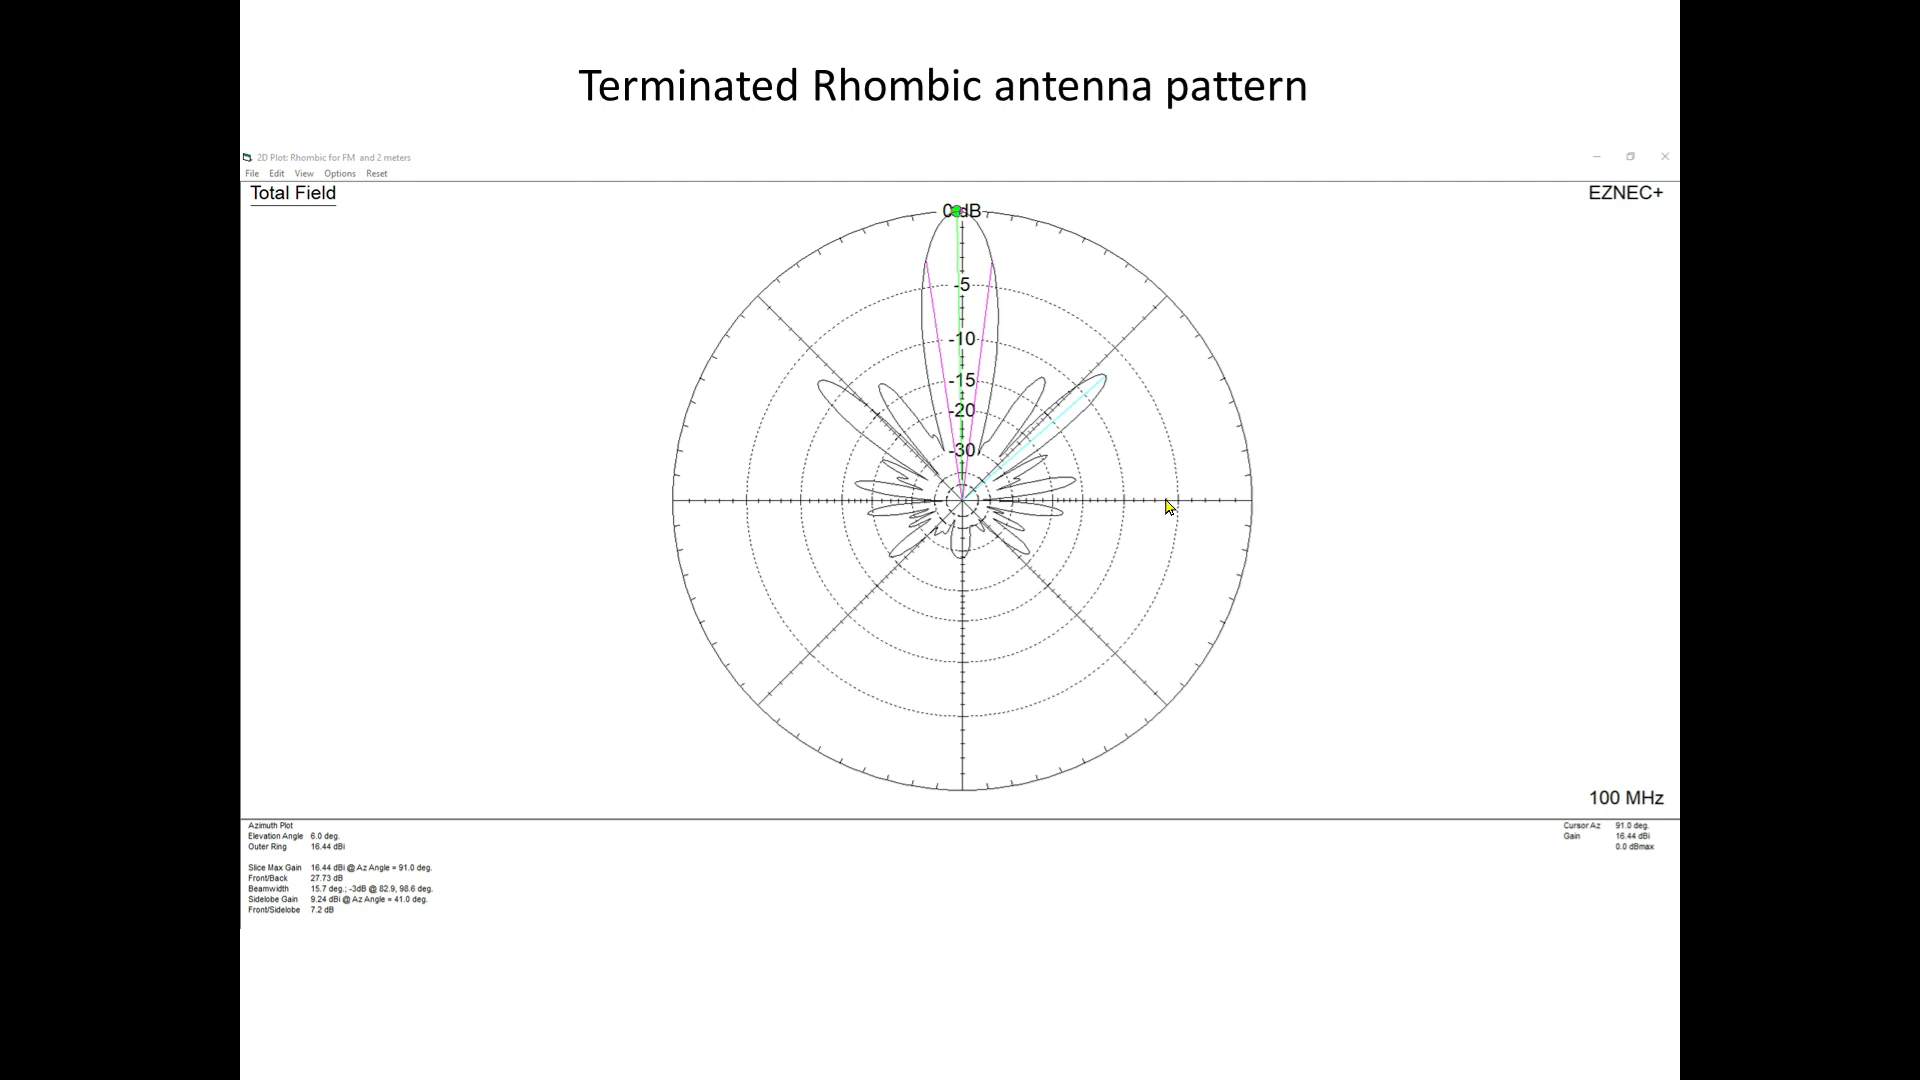 Terminated Rhombic antenna pattern
2D Plot: Rhombic for FM and 2 meters
File Edit View Options Reset
Total Field
EZNEC+
0 dB
-5
-10
-15
-20
-30
100 MHz
Azimuth Plot
Elevation Angle 6.0 deg.
Outer Ring 16.44 dBi
Slice Max Gain 16.44 dBi @ Az Angle = 91.0 deg.
Front/Back 27.73 dB
Beamwidth 15.7 deg.; -3dB @ 82.9, 98.6 deg.
Sidelobe Gain 9.24 dBi @ Az Angle = 41.0 deg.
Front/Sidelobe 7.2 dB
Cursor Az 91.0 deg.
Gain 16.44 dBi
0.0 dBmax